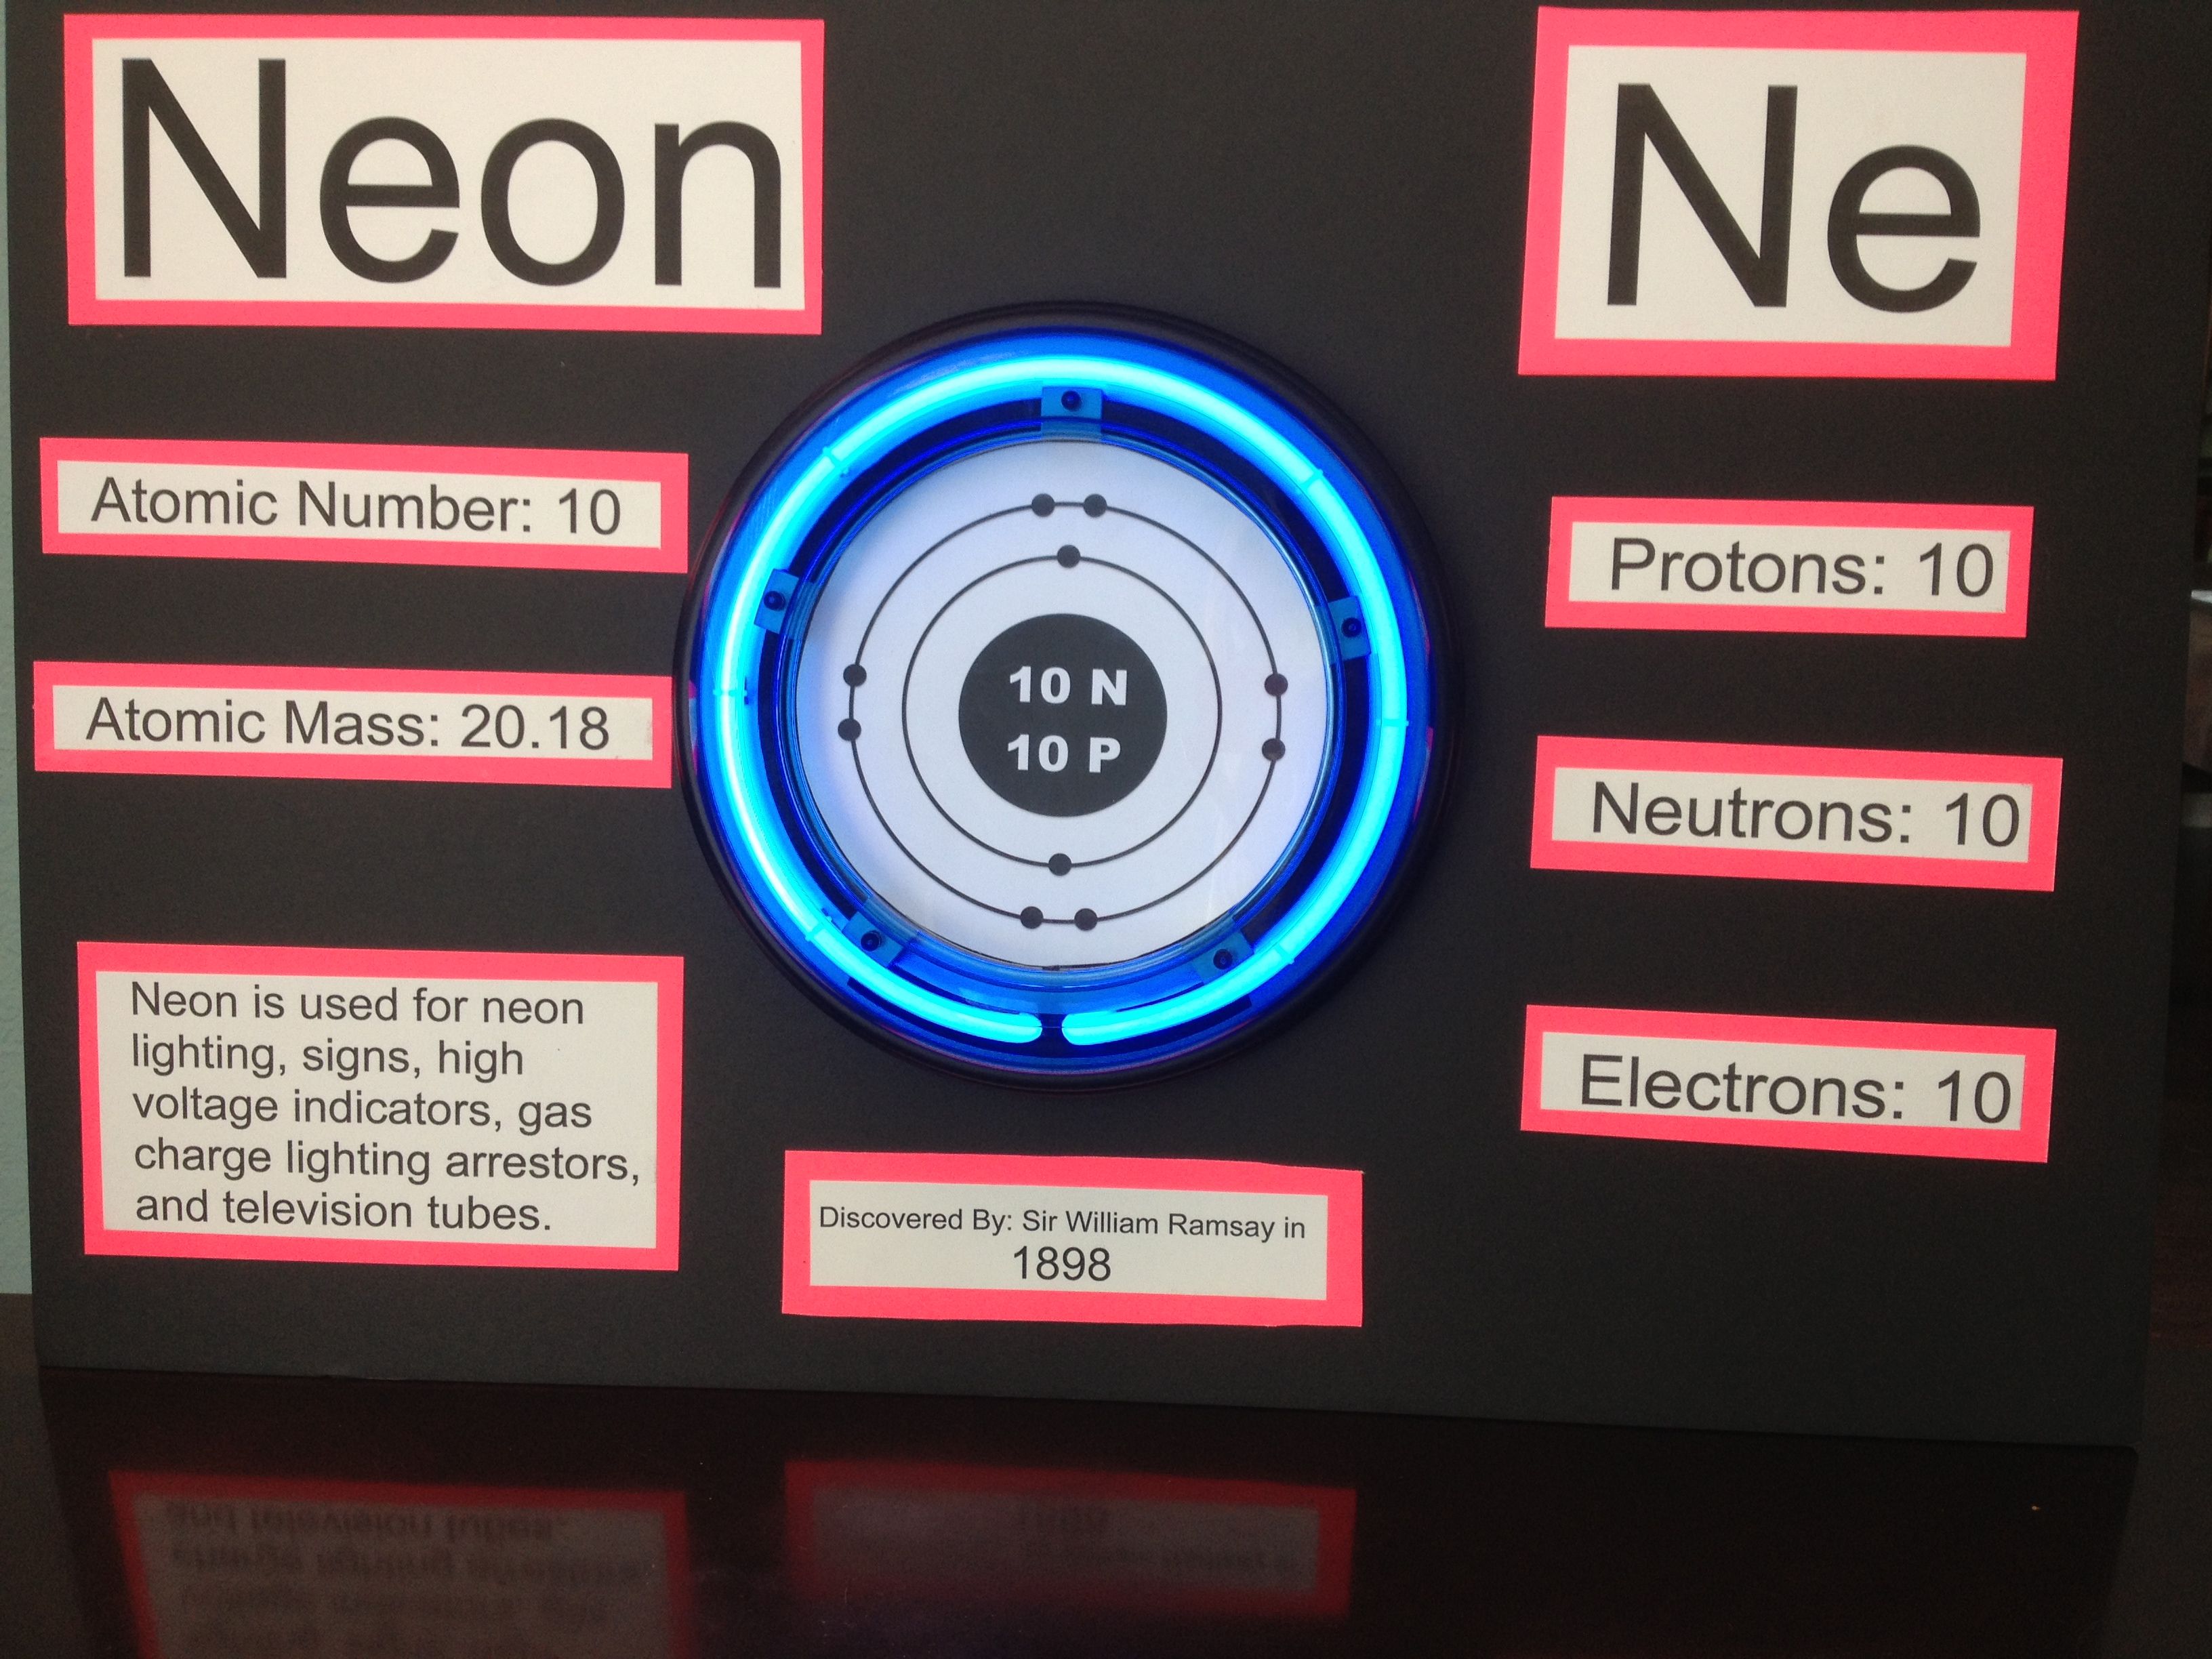 Neon
Ne
Atomic Number: 10
Atomic Mass: 20.18
Neon is used for neon
lighting, signs, high
voltage indicators, gas
charge lighting arrestors,
and television tubes.
10 N
10 P
Discovered By: Sir William Ramsay in
1898
Protons: 10
Neutrons: 10
Electrons: 10